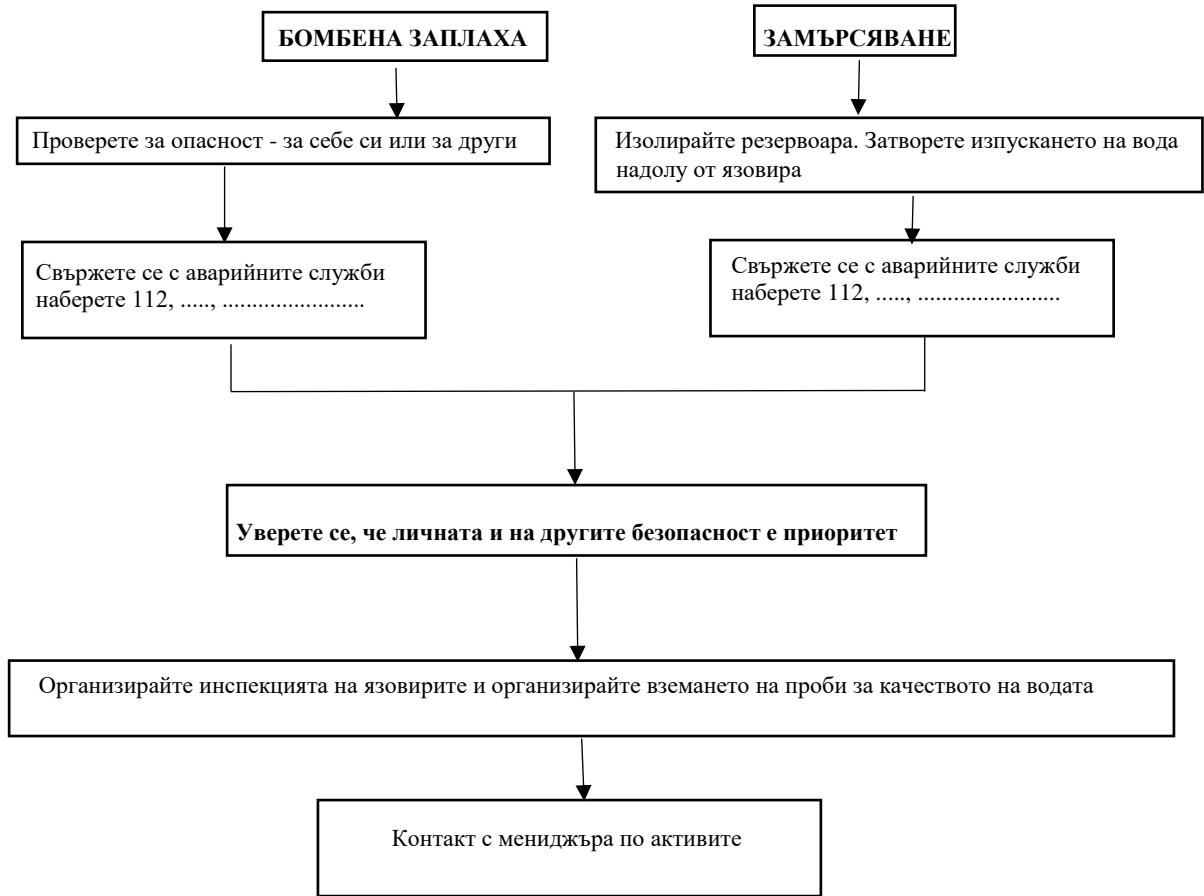 БОМБЕНА ЗАПЛАХА
ЗАМЪРСЯВАНЕ
Проверете за опасност - за себе си или за други
Изолирайте резервоара. Затворете изпускането на вода
надолу от язовира
Свържете се с аварийните служби
наберете 112, ....., ........................
Свържете се с аварийните служби
наберете 112, ....., ........................
Уверете се, че личната и на другите безопасност е приоритет
Организирайте инспекцията на язовирите и организирайте вземането на проби за качеството на водата
Контакт с мениджъра по активите